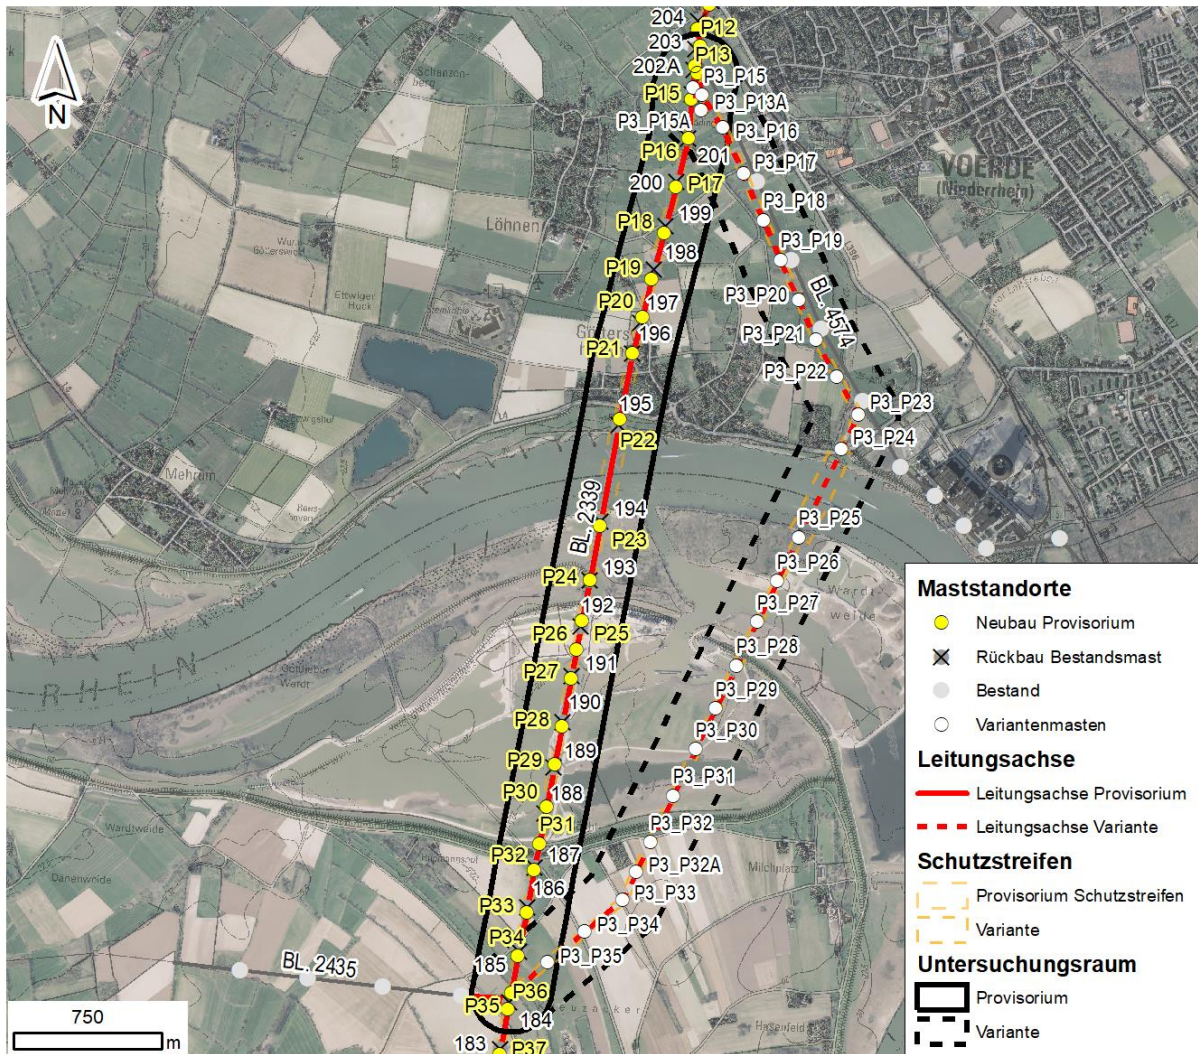 204
P12
203
P13
202A
P3_P15
P15
P3_P13A
P3_P15A
P3_P16
P16
201
P3_P17
VOERDE
(Niederrhein)
200
P17
P3_P18
Löhnen
P18
199
P3_P19
198
P19
P3_P20
BL. 4574
P20
197
196
P3_P21
P21
P3_P22
195
P3_P23
P22
P3_P24
Mehrum
BL. 2339
194
P3_P25
P23
P24
193
P3_P26
192
P3_P27
P26
P25
P3_P28
191
P27
RHEIN
P3_P29
190
P28
P3_P30
189
P29
P3_P31
188
P30
P31
P3_P32
Wardtweide
187
P32
P3_P32A
Milchplatz
186
P3_P33
P33
P3_P34
P34
185
P3_P35
BL. 2435
P36
P35
184
Hasenfeld
183
P37
N
750
m
Maststandorte
Neubau Provisorium
Rückbau Bestandsmast
Bestand
Variantenmasten
Leitungsachse
Leitungsachse Provisorium
Leitungsachse Variante
Schutzstreifen
Provisorium Schutzstreifen
Variante
Untersuchungsraum
Provisorium
Variante